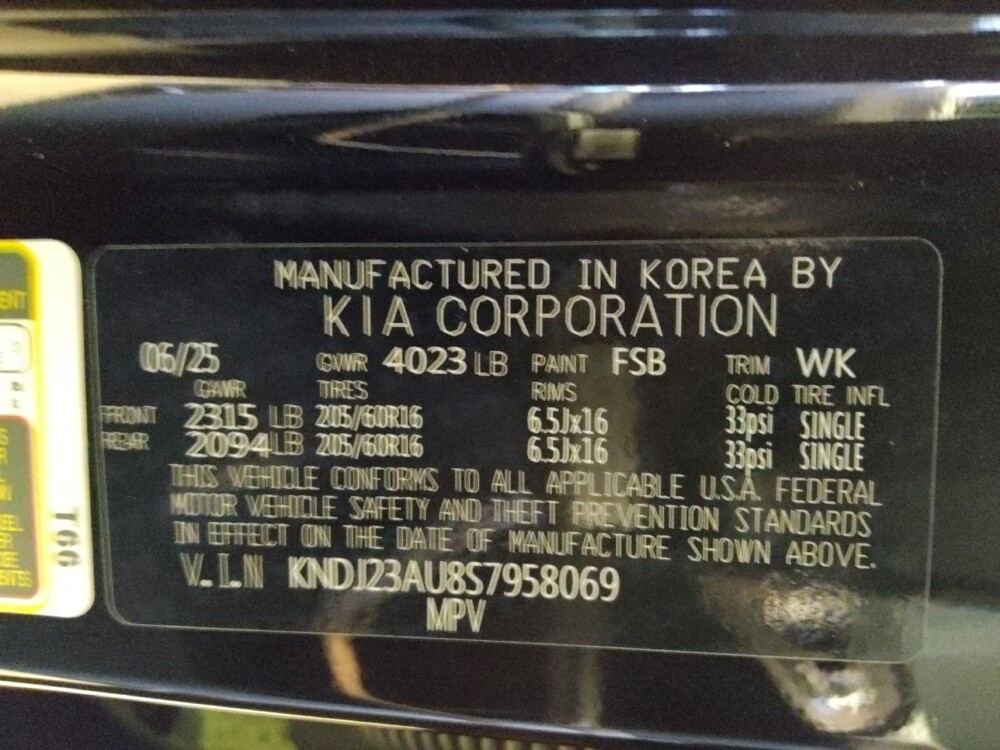 MANUFACTURED IN KOREA BY
KIA CORPORATION
06/25 GVWR 4023 LB PAINT FSB TRIM WK
GAWR TIRES RIMS COLD TIRE INFL
FRONT 2315 LB 205/60R16 6.5Jx16 33psi SINGLE
REAR 2094 LB 205/60R16 6.5Jx16 33psi SINGLE
THIS VEHICLE CONFORMS TO ALL APPLICABLE U.S.A. FEDERAL
MOTOR VEHICLE SAFETY AND THEFT PREVENTION STANDARDS
IN EFFECT ON THE DATE OF MANUFACTURE SHOWN ABOVE.
V.I.N KNDJ23AU8S7958069
MPV
T66